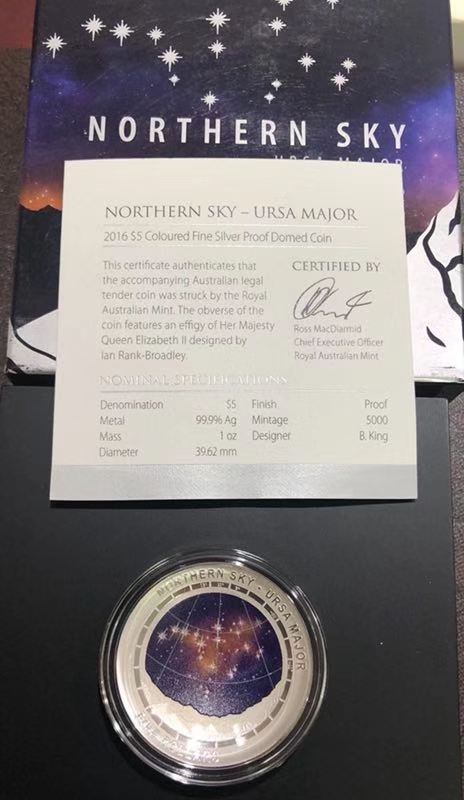 NORTHERN SKY
URSA MAJOR
NORTHERN SKY – URSA MAJOR
2016 $5 Coloured Fine Silver Proof Domed Coin
This certificate authenticates that
the accompanying Australian legal
tender coin was struck by the Royal
Australian Mint. The obverse of the
coin features an effigy of Her Majesty
Queen Elizabeth II designed by
Ian Rank-Broadley.
CERTIFIED BY
Ross MacDiarmid
Chief Executive Officer
Royal Australian Mint
NOMINAL SPECIFICATIONS
Denomination $5 Finish Proof
Metal 99.9% Ag Mintage 5000
Mass 1 oz Designer B. King
Diameter 39.62 mm
NORTHERN SKY - URSA MAJOR
FIVE DOLLARS